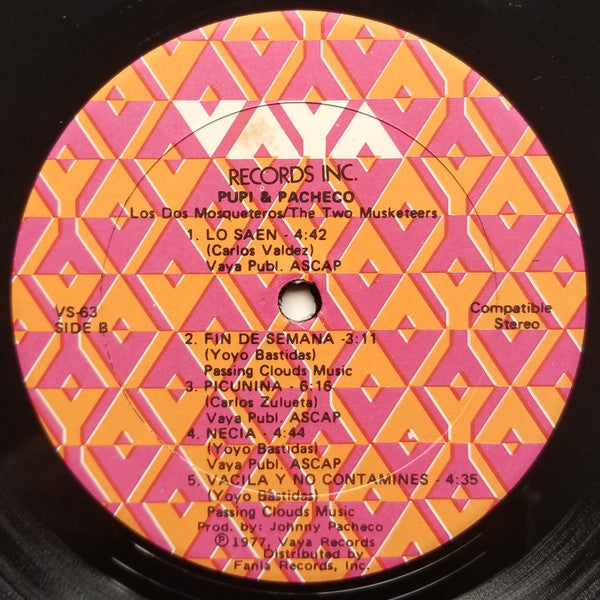 VAYA
RECORDS INC.
PUPI & PACHECO
Los Dos Mosqueteros/The Two Musketeers
1. LO SAEN - 4:42
(Carlos Valdez)
Vaya Publ. ASCAP
VS-63
SIDE B
Compatible
Stereo
2. FIN DE SEMANA -3:11
(Yoyo Bastidas)
Passing Clouds Music
3. PICUNINA - 6:16
(Carlos Zulueta)
Vaya Publ. ASCAP
4. NECIA - 4:44
(Yoyo Bastidas)
Vaya Publ. ASCAP
5. VACILA Y NO CONTAMINES - 4:35
(Yoyo Bastidas)
Passing Clouds Music
Prod. by: Johnny Pacheco
℗1977, Vaya Records
Distributed by
Fania Records, Inc.